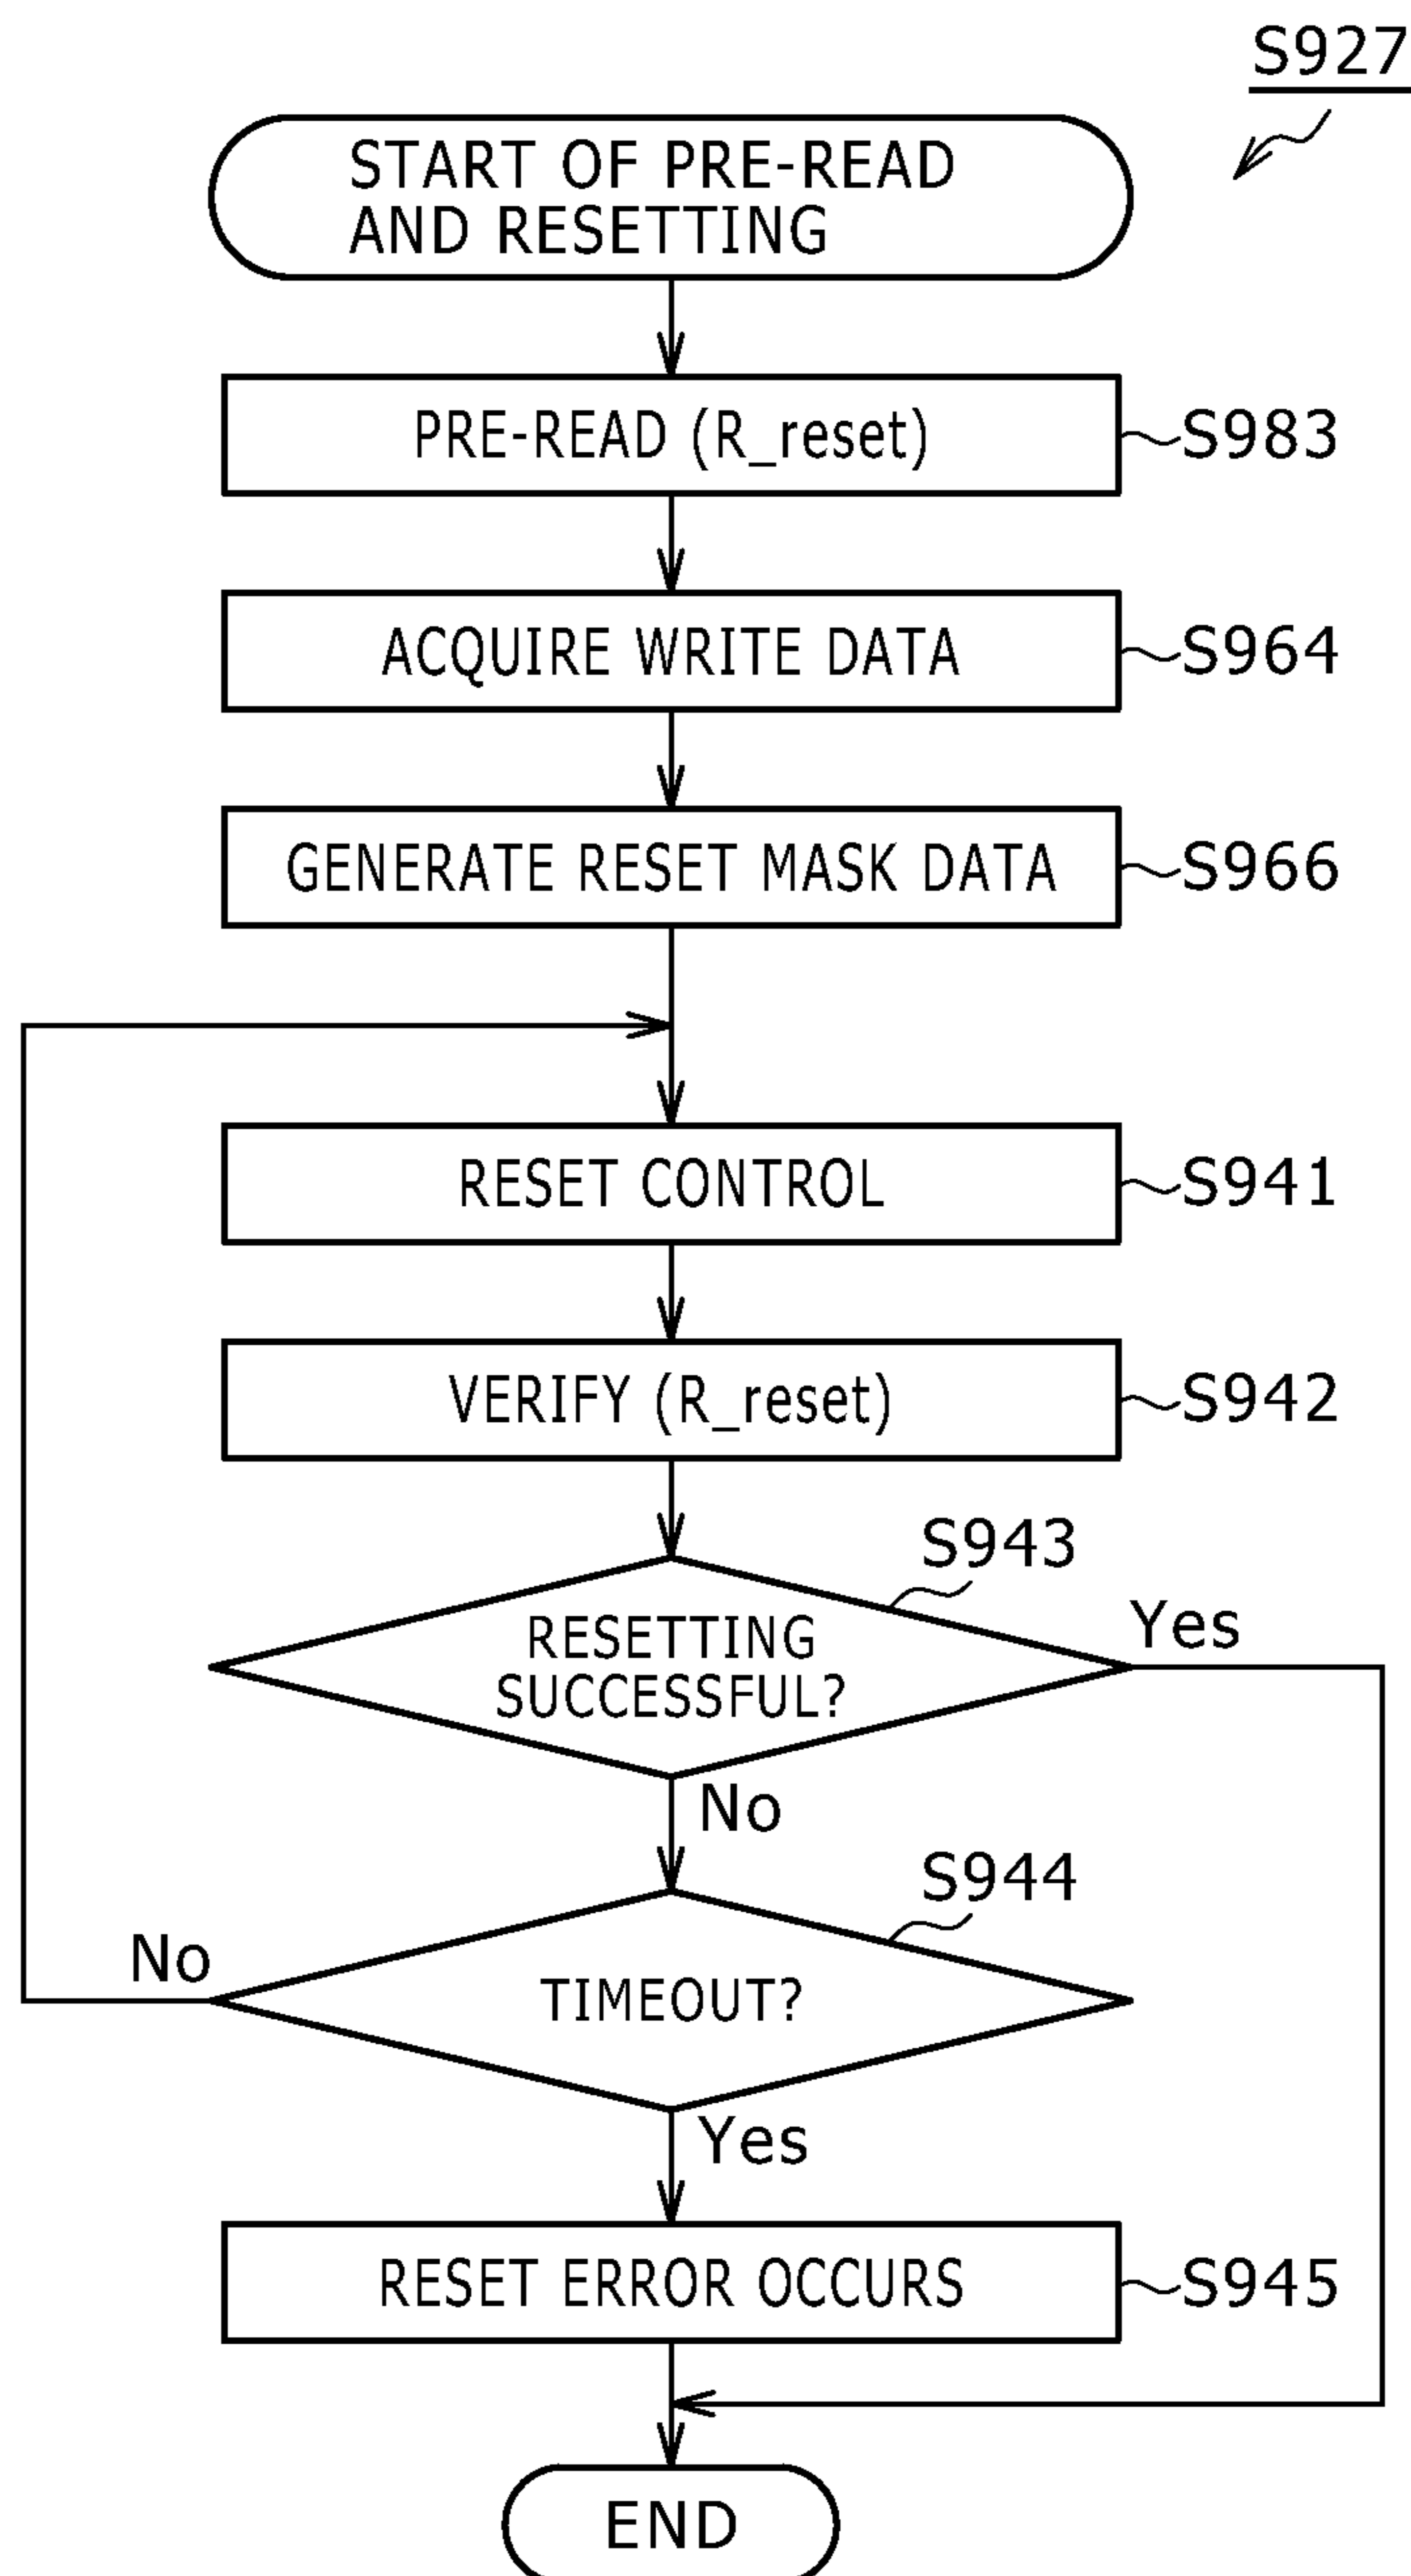 S927
START OF PRE-READ
AND RESETTING
PRE-READ (R_reset)
S983
ACQUIRE WRITE DATA
S964
GENERATE RESET MASK DATA
S966
RESET CONTROL
S941
VERIFY (R_reset)
S942
S943
RESETTING
SUCCESSFUL?
Yes
No
S944
No
TIMEOUT?
Yes
RESET ERROR OCCURS
S945
END